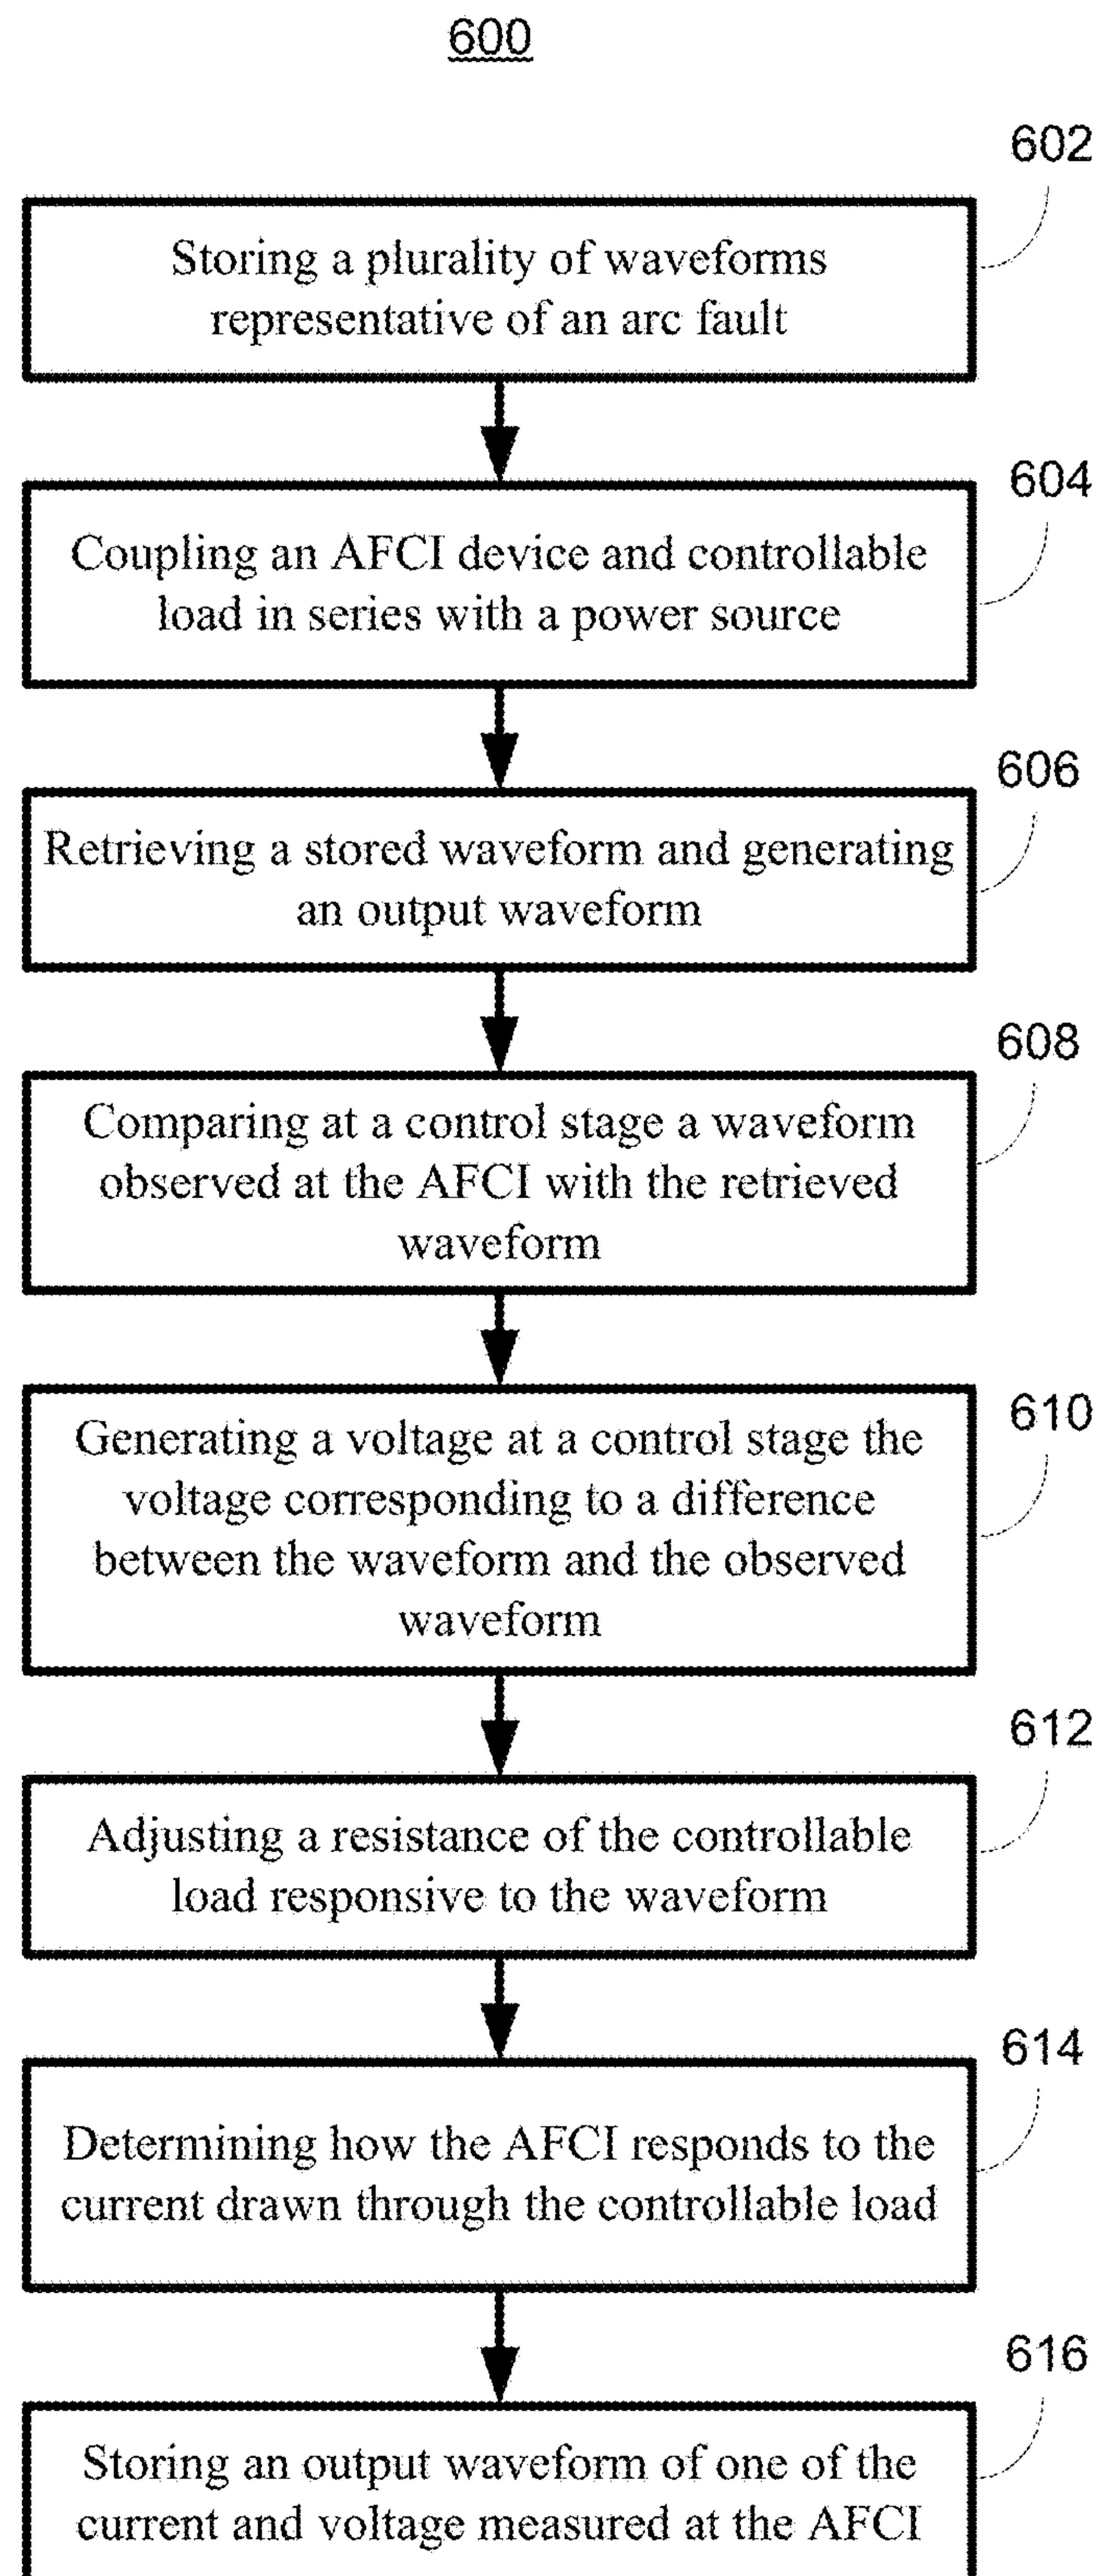 600
602
Storing a plurality of waveforms
representative of an arc fault
604
Coupling an AFCI device and controllable
load in series with a power source
606
Retrieving a stored waveform and generating
an output waveform
608
Comparing at a control stage a waveform
observed at the AFCI with the retrieved
waveform
610
Generating a voltage at a control stage the
voltage corresponding to a difference
between the waveform and the observed
waveform
612
Adjusting a resistance of the controllable
load responsive to the waveform
614
Determining how the AFCI responds to the
current drawn through the controllable load
616
Storing an output waveform of one of the
current and voltage measured at the AFCI